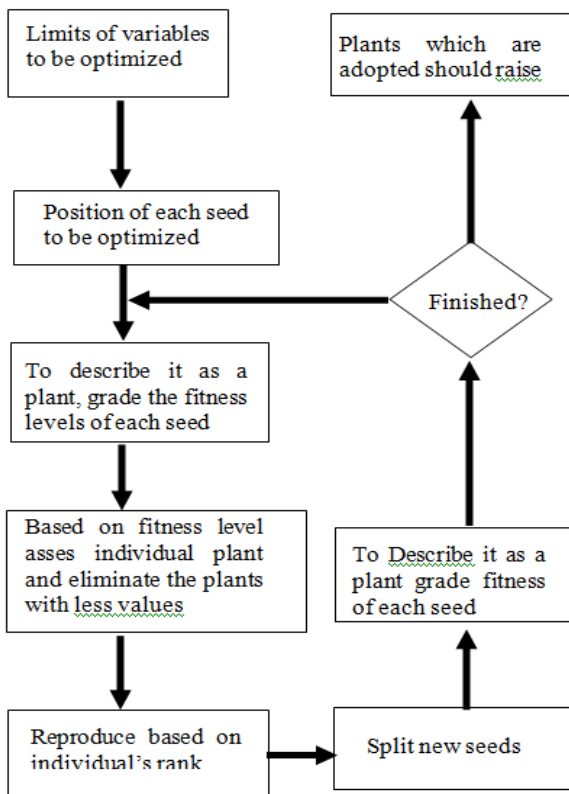 Limits of variables
to be optimized
Position of each seed
to be optimized
To describe it as a
plant, grade the fitness
levels of each seed
Based on fitness level
asses individual plant
and eliminate the plants
with less values
Reproduce based on
individual's rank
Split new seeds
To Describe it as a
plant grade fitness
of each seed
Finished?
Plants which are
adopted should raise